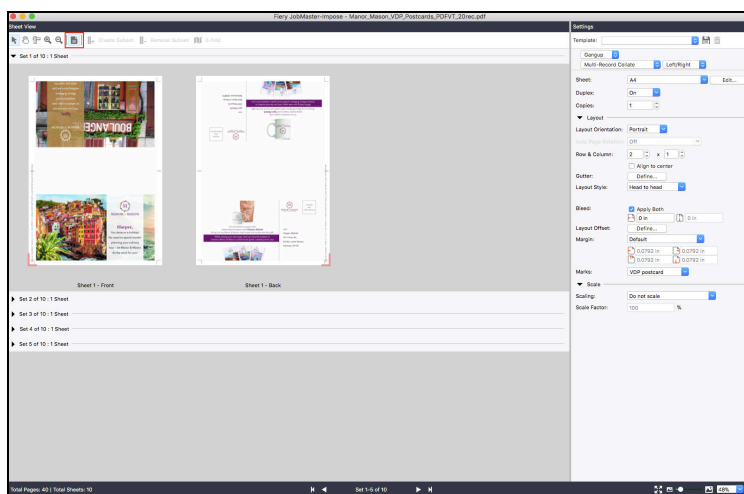 Fiery JobMaster-Impose - Manor_Mason_VDP_Postcards_PDFVT_20rec.pdf
Sheet View
Create Subset
Remove Subset
Z-Fold
Set 1 of 10 : 1 Sheet
BOULANGE
Harper,
Sheet 1 - Front
Sheet 1 - Back
Set 2 of 10 : 1 Sheet
Set 3 of 10 : 1 Sheet
Set 4 of 10 : 1 Sheet
Set 5 of 10 : 1 Sheet
Total Pages: 40 | Total Sheets: 10
Set 1-5 of 10
48%
Settings
Template:
Gangup
Multi-Record Collate
Left/Right
Sheet:
A4
Edit...
Duplex:
On
Copies:
1
Layout
Layout Orientation:
Portrait
Auto Page Rotation:
Off
Row & Column:
2 x 1
Align to center
Gutter:
Define...
Layout Style:
Head to head
Bleed:
Apply Both
0 in
0 in
Layout Offset:
Define...
Margin:
Default
0.0792 in
0.0792 in
0.0792 in
0.0792 in
Marks:
VDP postcard
Scale
Scaling:
Do not scale
Scale Factor:
100 %